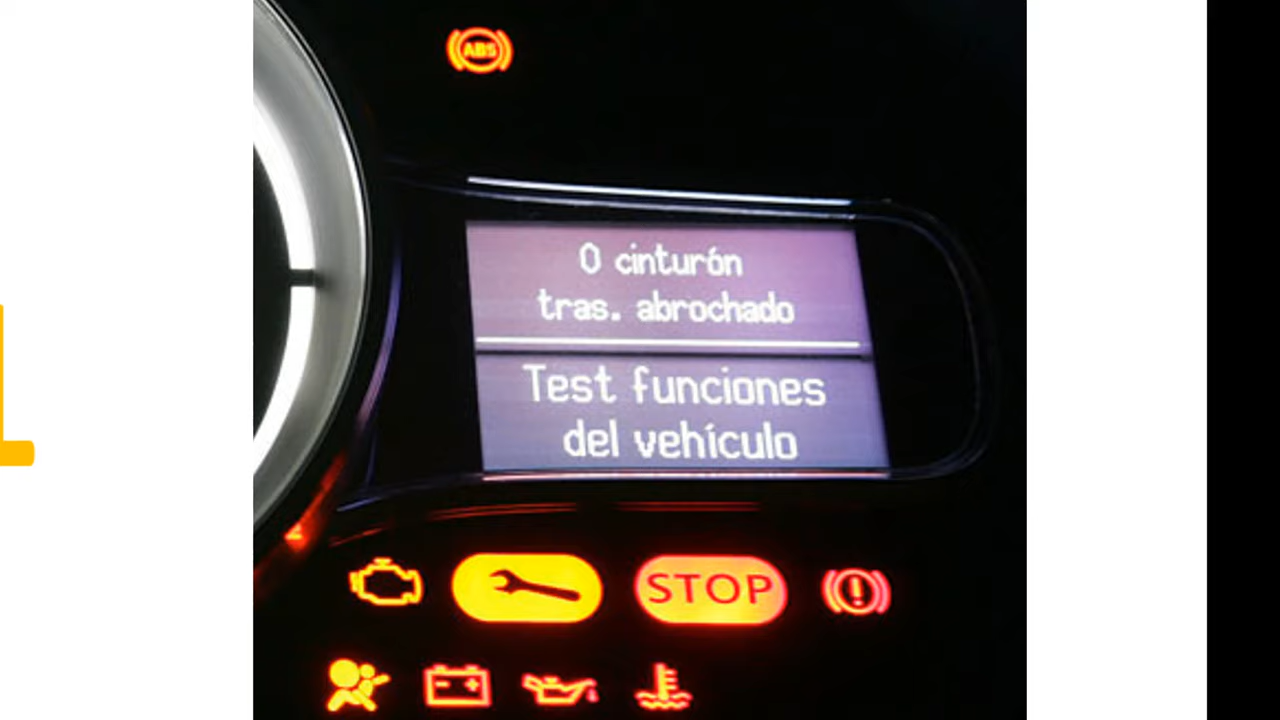 ABS
0 cinturón
tras. abrochado
Test funciones
del vehículo
STOP